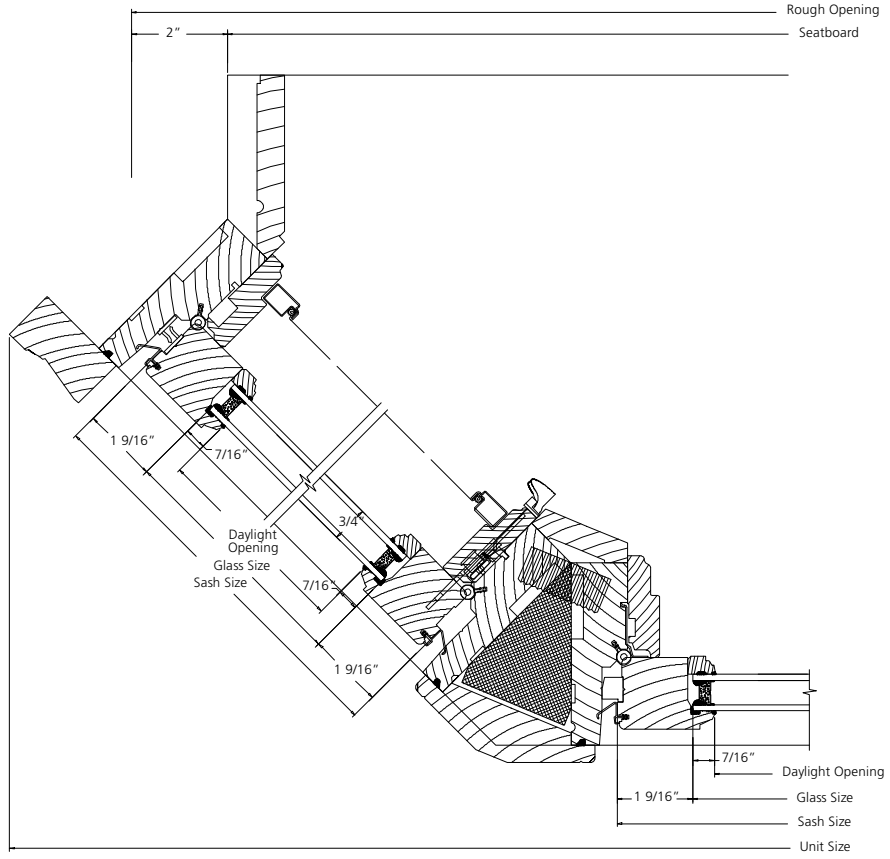 Rough Opening
2”
Seatboard
1 9/16”
7/16”
3/4”
Daylight
Opening
Glass Size
Sash Size
7/16”
1 9/16”
7/16”
Daylight Opening
1 9/16”
Glass Size
Sash Size
Unit Size